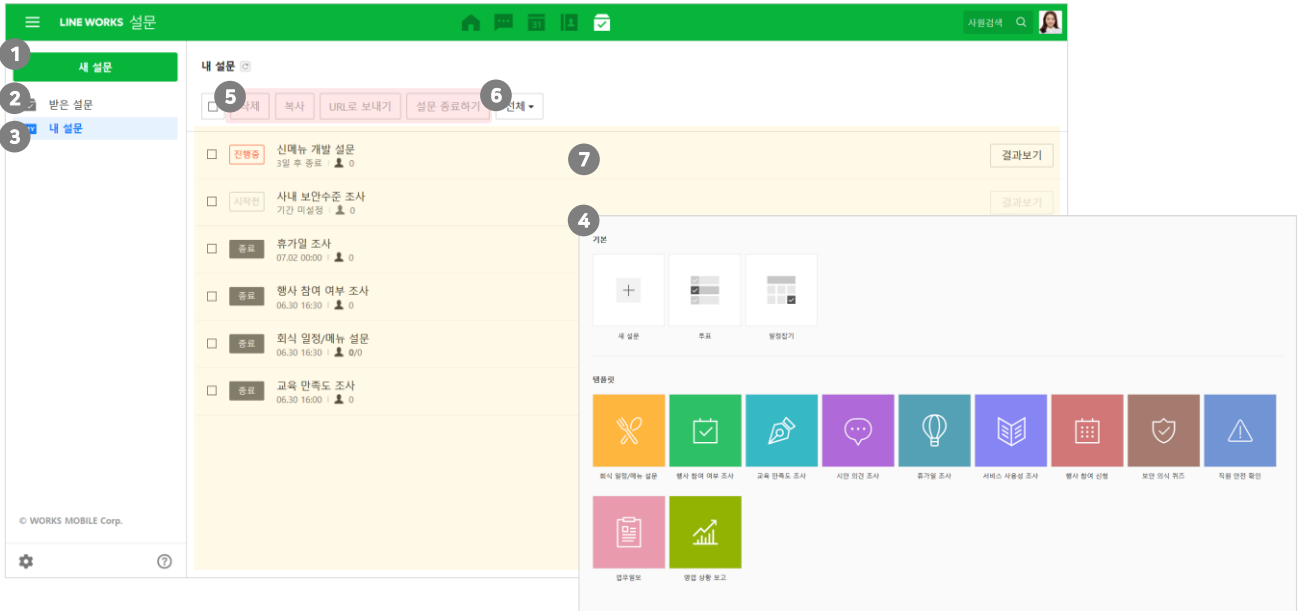 LINE WORKS 설문
31
사원검색
1
새 설문
2
받은 설문
3
내 설문
내 설문
5
삭제
복사
URL로 보내기
설문 종료하기
6
전체
7
진행중
신메뉴 개발 설문
3일 후 종료 0
결과보기
시작전
사내 보안수준 조사
기간 미설정 0
결과보기
종료
휴가일 조사
07.02 00:00 0
종료
행사 참여 여부 조사
06.30 16:30 0
종료
회식 일정/메뉴 설문
06.30 16:30 0/0
종료
교육 만족도 조사
06.30 16:00 0
4
기본
새 설문
투표
일정잡기
템플릿
회식 일정/메뉴 설문
행사 참여 여부 조사
교육 만족도 조사
시안 의견 조사
휴가일 조사
서비스 사용성 조사
행사 참여 신청
보안 의식 퀴즈
직원 안전 확인
업무일보
영업 상황 보고
© WORKS MOBILE Corp.